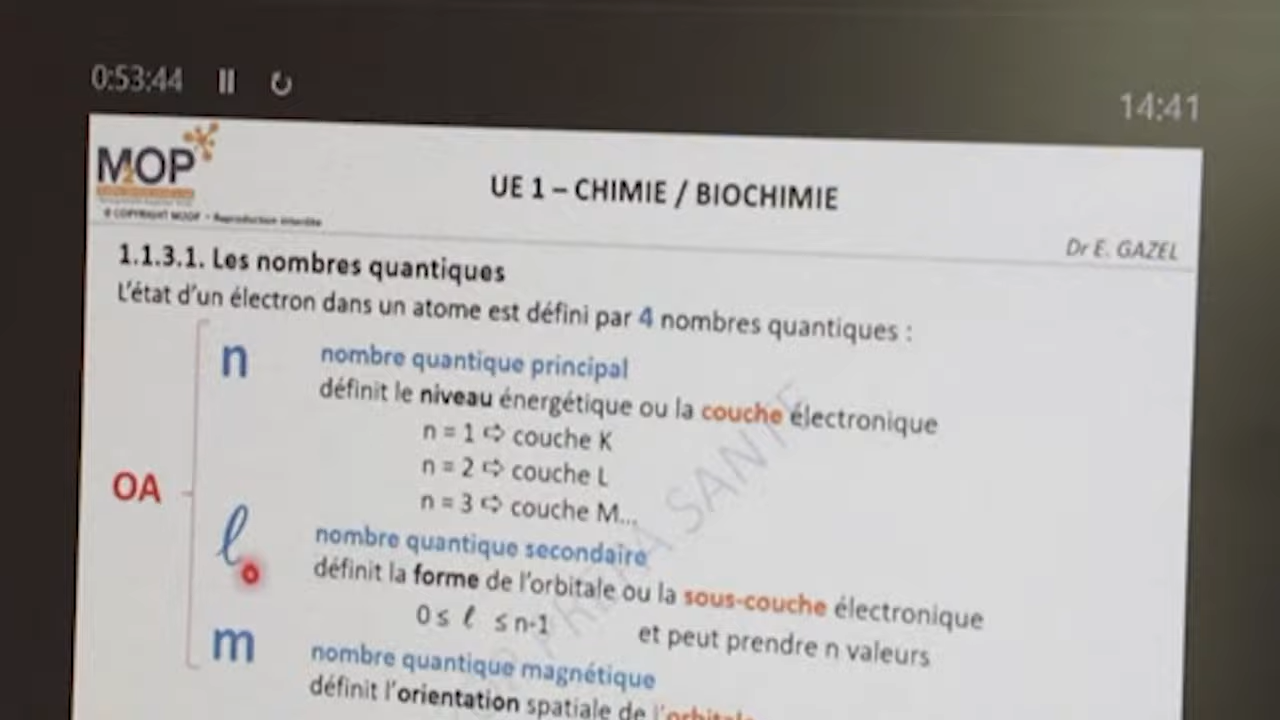 0:53:44
14:41
M2OP
© COPYRIGHT M2OP - Reproduction interdite
UE 1 – CHIMIE / BIOCHIMIE
Dr E. GAZEL
1.1.3.1. Les nombres quantiques
L'état d'un électron dans un atome est défini par 4 nombres quantiques :
n nombre quantique principal
définit le niveau énergétique ou la couche électronique
n = 1 ⇨ couche K
n = 2 ⇨ couche L
n = 3 ⇨ couche M...
OA
ℓ nombre quantique secondaire
définit la forme de l'orbitale ou la sous-couche électronique
0 ≤ ℓ ≤ n-1 et peut prendre n valeurs
m nombre quantique magnétique
définit l'orientation spatiale de l'orbitale